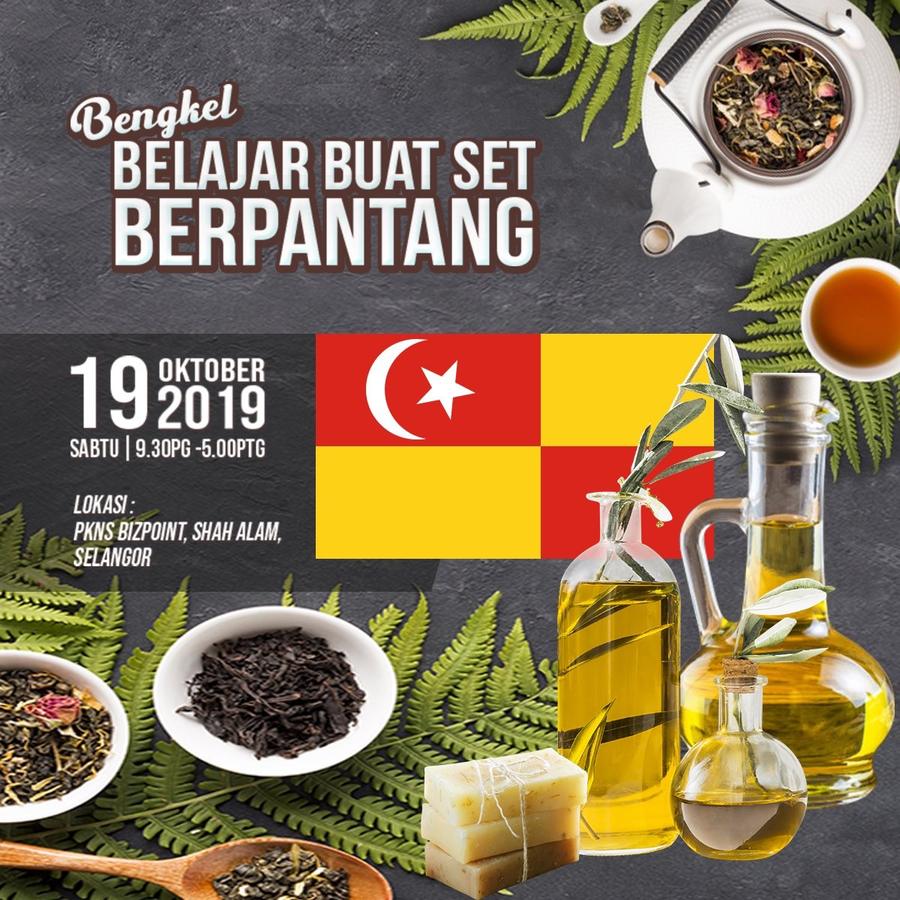 Bengkel
BELAJAR BUAT SET
BERPANTANG
19 OKTOBER
2019
SABTU | 9.30PG -5.00PTG
LOKASI :
PKNS BIZPOINT, SHAH ALAM,
SELANGOR